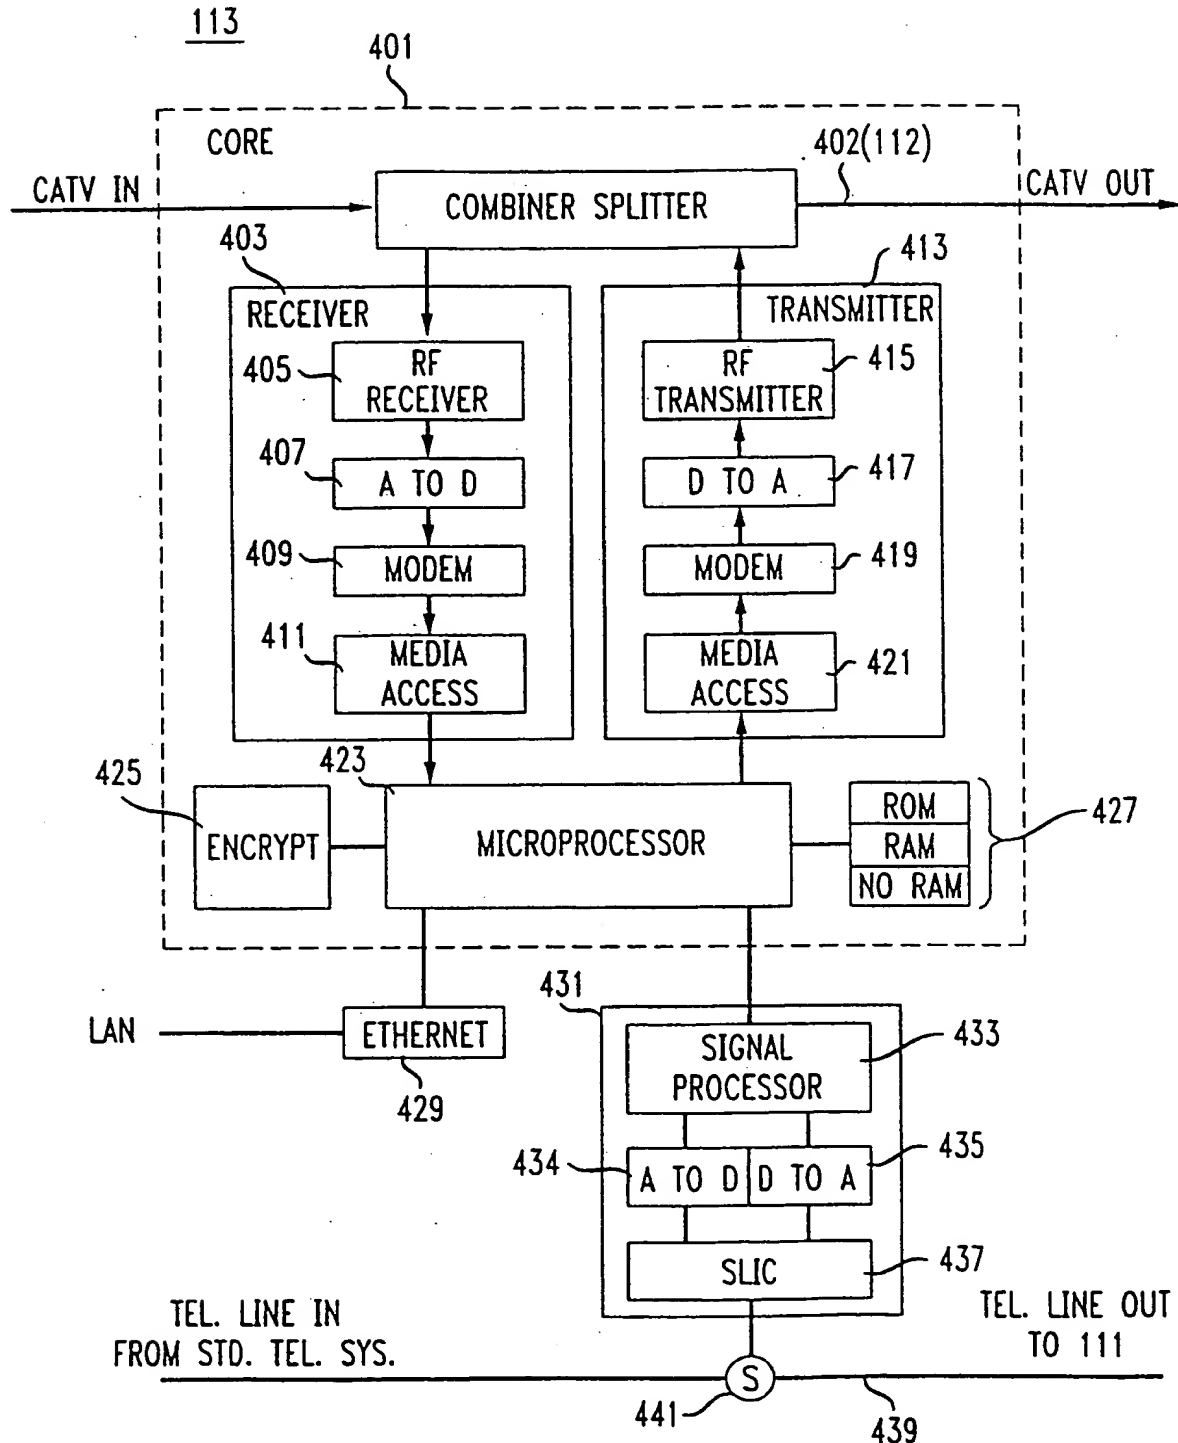 113
401
CORE
402(112)
CATV IN
CATV OUT
COMBINER SPLITTER
403
413
RECEIVER
TRANSMITTER
405
RF
RECEIVER
RF
TRANSMITTER
415
407
A TO D
D TO A
417
409
MODEM
MODEM
419
411
MEDIA
ACCESS
MEDIA
ACCESS
421
423
425
ENCRYPT
MICROPROCESSOR
ROM
RAM
NO RAM
427
431
LAN
ETHERNET
429
SIGNAL
PROCESSOR
433
434
A TO D
D TO A
435
SLIC
437
TEL. LINE IN
FROM STD. TEL. SYS.
TEL. LINE OUT
TO 111
S
441
439